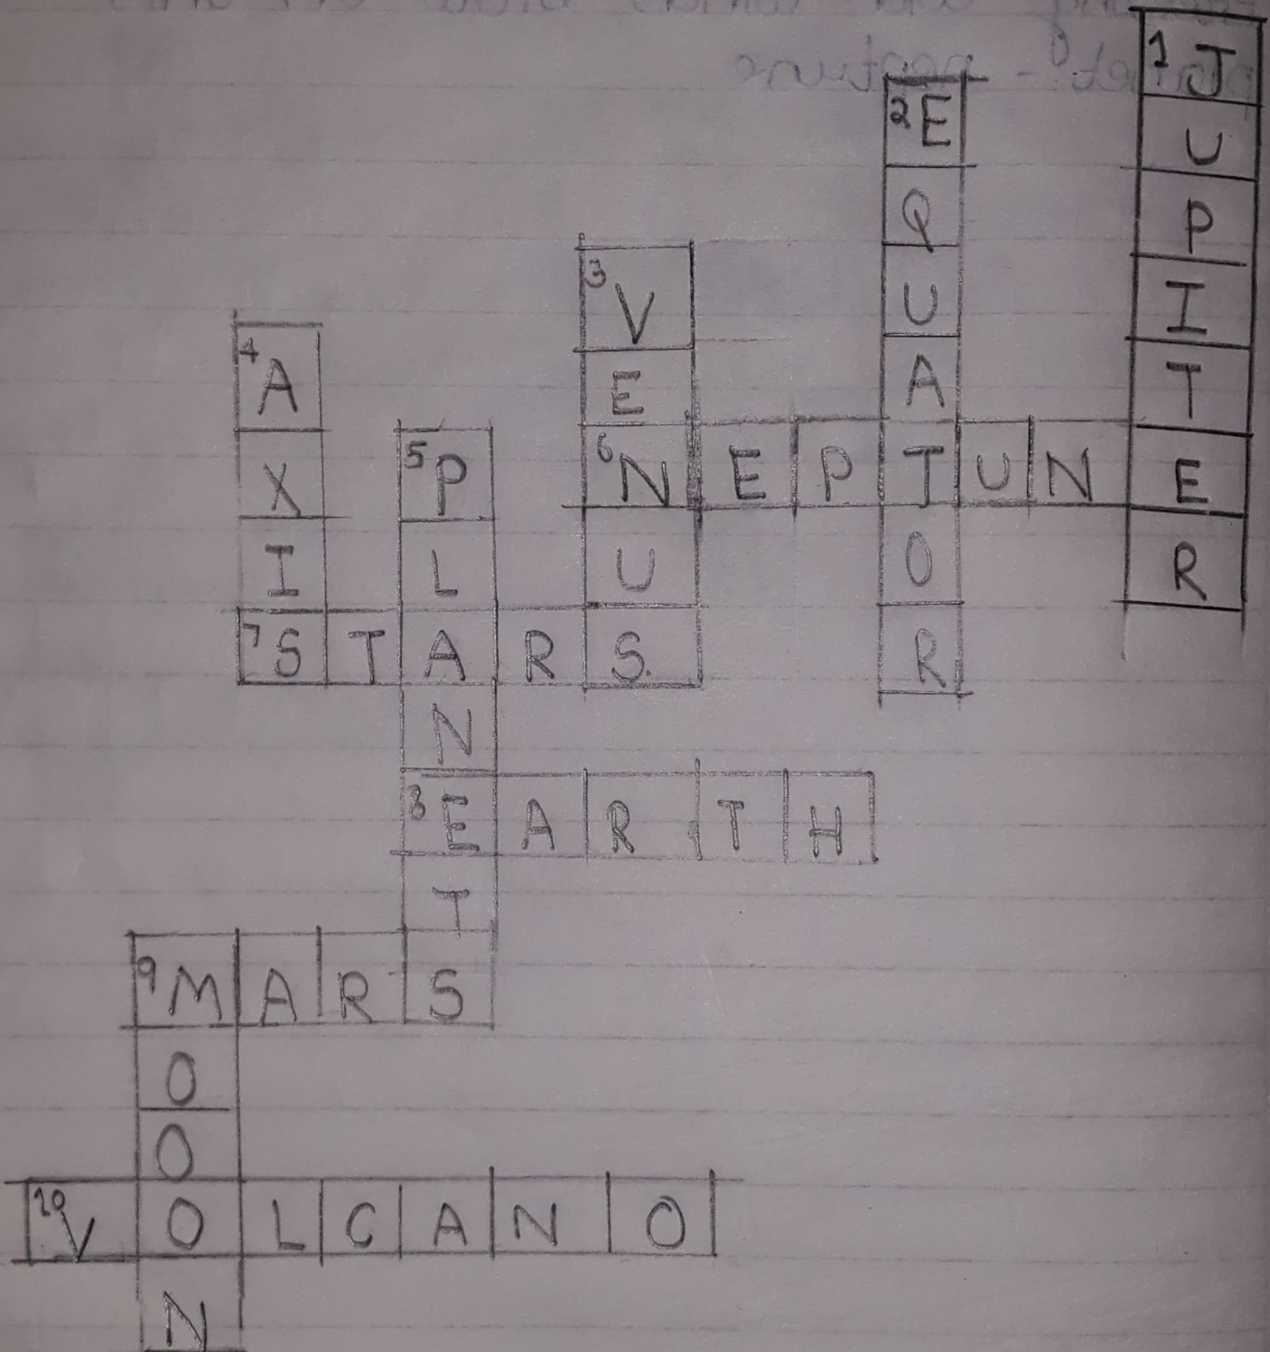 1 JUPITER
2 EQUATOR
3 VENUS
4 AXIS
5 PLANETS
6 NEPTUNE
7 STARS
8 EARTH
9 MARS
MOOON
10 VOLCANO